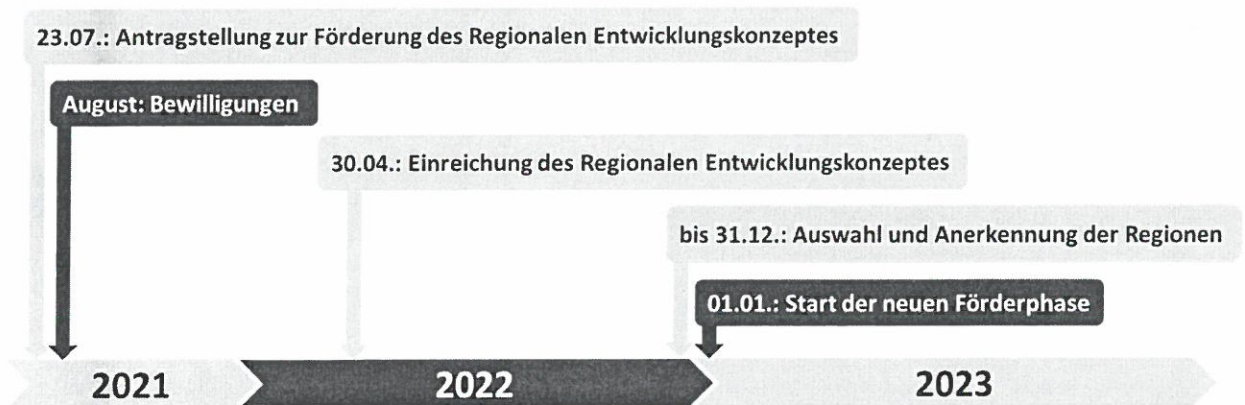 23.07.: Antragstellung zur Förderung des Regionalen Entwicklungskonzeptes
August: Bewilligungen
30.04.: Einreichung des Regionalen Entwicklungskonzeptes
bis 31.12.: Auswahl und Anerkennung der Regionen
01.01.: Start der neuen Förderphase
2021
2022
2023